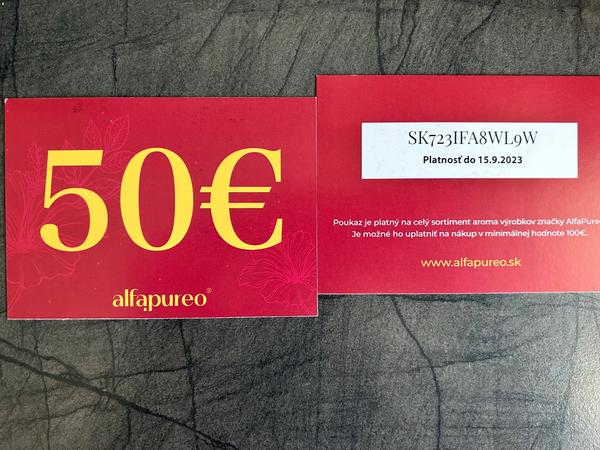 50€
alfapureo®
SK723IFA8WL9W
Platnosť do 15.9.2023
Poukaz je platný na celý sortiment aroma výrobkov značky AlfaPureo
Je možné ho uplatniť na nákup v minimálnej hodnote 100€.
www.alfapureo.sk